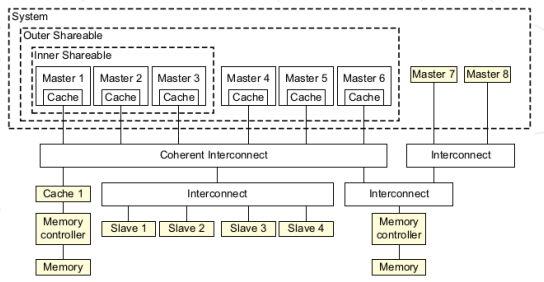 System
Outer Shareable
Inner Shareable
Master 1 Master 2 Master 3 Master 4 Master 5 Master 6 Master 7 Master 8
Cache Cache Cache Cache Cache Cache
Coherent Interconnect Interconnect
Cache 1 Interconnect Interconnect
Slave 1 Slave 2 Slave 3 Slave 4
Memory
controller
Memory
controller
Memory Memory